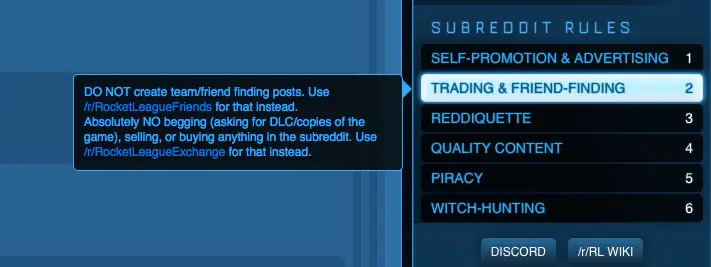 SUBREDDIT RULES
SELF-PROMOTION & ADVERTISING 1
DO NOT create team/friend finding posts. Use
/r/RocketLeagueFriends for that instead.
Absolutely NO begging (asking for DLC/copies of the
game), selling, or buying anything in the subreddit. Use
/r/RocketLeagueExchange for that instead.
TRADING & FRIEND-FINDING 2
REDDIQUETTE 3
QUALITY CONTENT 4
PIRACY 5
WITCH-HUNTING 6
DISCORD
/r/RL WIKI